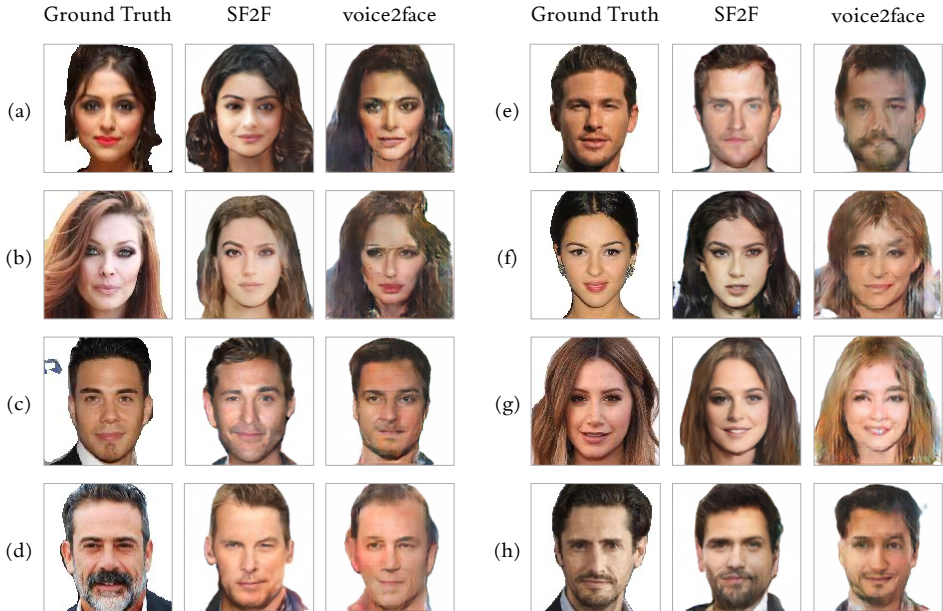 Ground Truth SF2F voice2face Ground Truth SF2F voice2face
(a) (e)
(b) (f)
(c) (g)
(d) (h)